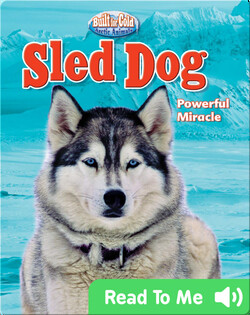 Built for Cold
Arctic Animals
Sled Dog
Powerful
Miracle
Read To Me